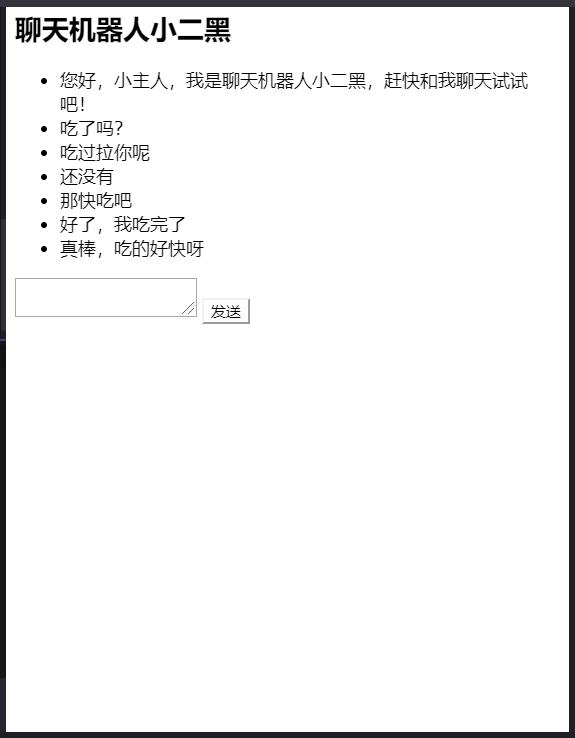 聊天机器人小二黑
您好，小主人，我是聊天机器人小二黑，赶快和我聊天试试
吧！
吃了吗？
吃过拉你呢
还没有
那快吃吧
好了，我吃完了
真棒，吃的好快呀
发送